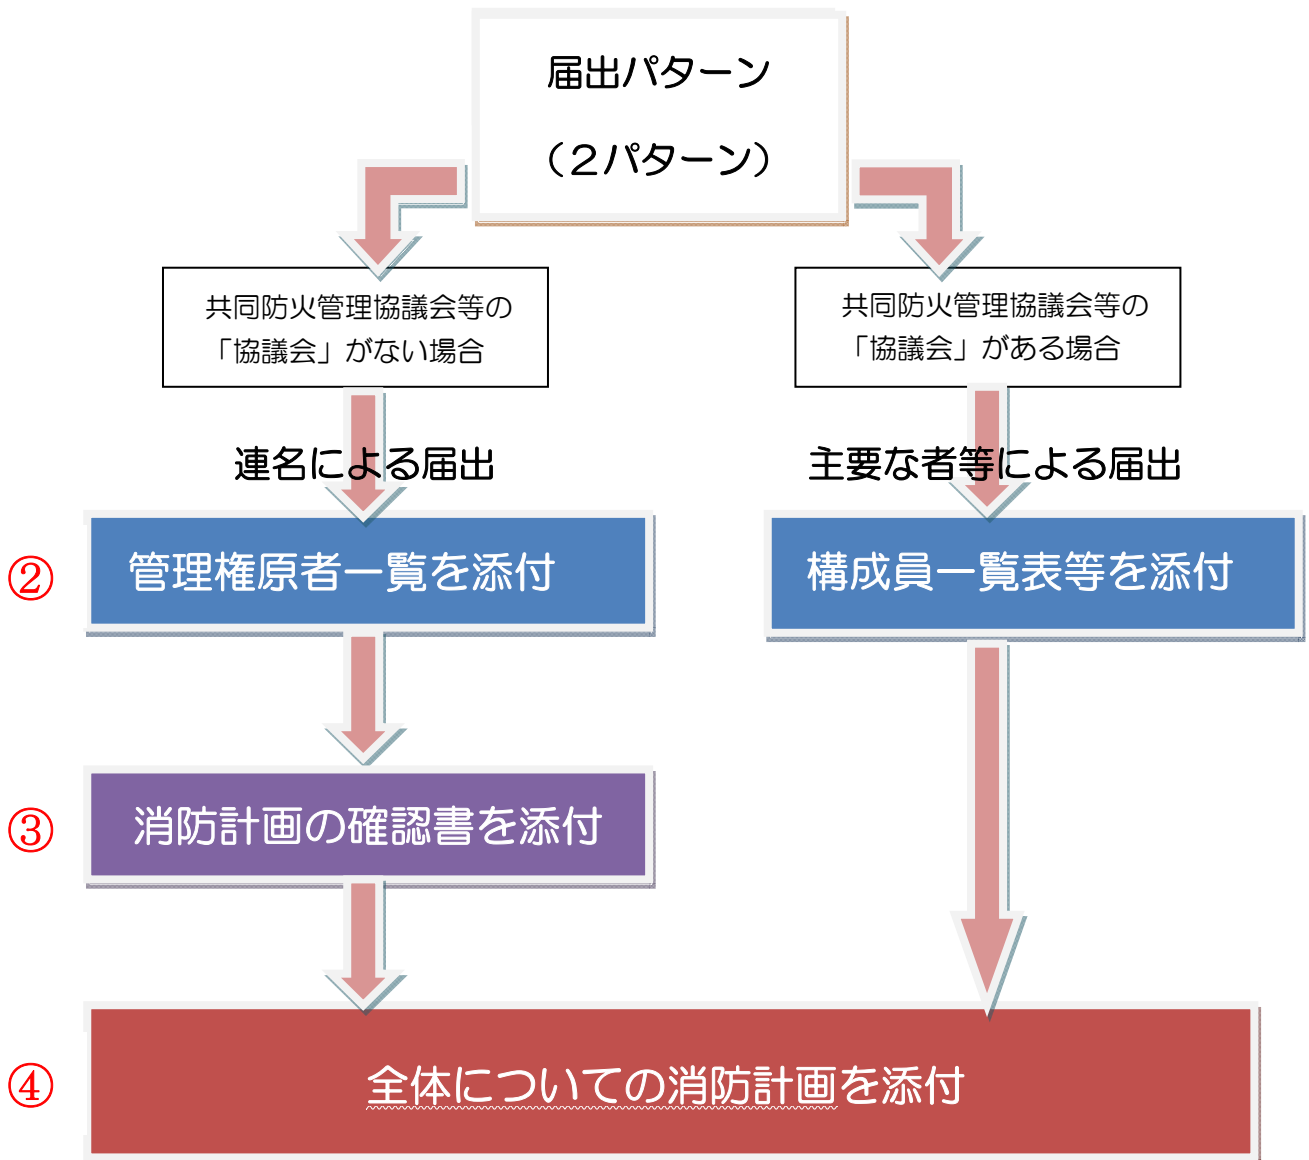 届出パターン
（２パターン）
共同防火管理協議会等の
「協議会」がない場合
共同防火管理協議会等の
「協議会」がある場合
連名による届出
主要な者等による届出
②
管理権原者一覧を添付
構成員一覧表等を添付
③
消防計画の確認書を添付
④
全体についての消防計画を添付